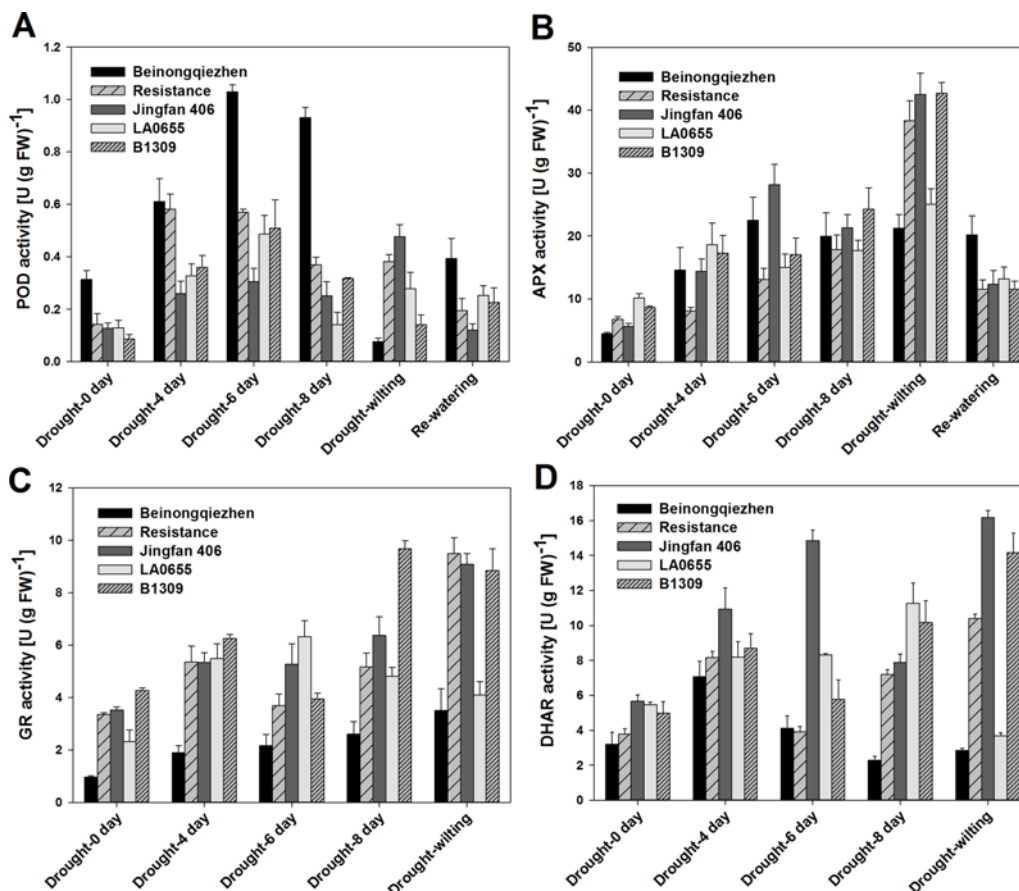 A
POD activity [U (g FW)-1]
1.2
1.0
0.8
0.6
0.4
0.2
0.0
Beinongqiezhen
Resistance
Jingfan 406
LA0655
B1309
Drought-0 day
Drought-4 day
Drought-6 day
Drought-8 day
Drought-wilting
Re-watering
B
APX activity [U (g FW)-1]
50
40
30
20
10
0
Beinongqiezhen
Resistance
Jingfan 406
LA0655
B1309
Drought-0 day
Drought-4 day
Drought-6 day
Drought-8 day
Drought-wilting
Re-watering
C
GR activity [U (g FW)-1]
12
10
8
6
4
2
0
Beinongqiezhen
Resistance
Jingfan 406
LA0655
B1309
Drought-0 day
Drought-4 day
Drought-6 day
Drought-8 day
Drought-wilting
D
DHAR activity [U (g FW)-1]
18
16
14
12
10
8
6
4
2
0
Beinongqiezhen
Resistance
Jingfan 406
LA0655
B1309
Drought-0 day
Drought-4 day
Drought-6 day
Drought-8 day
Drought-wilting